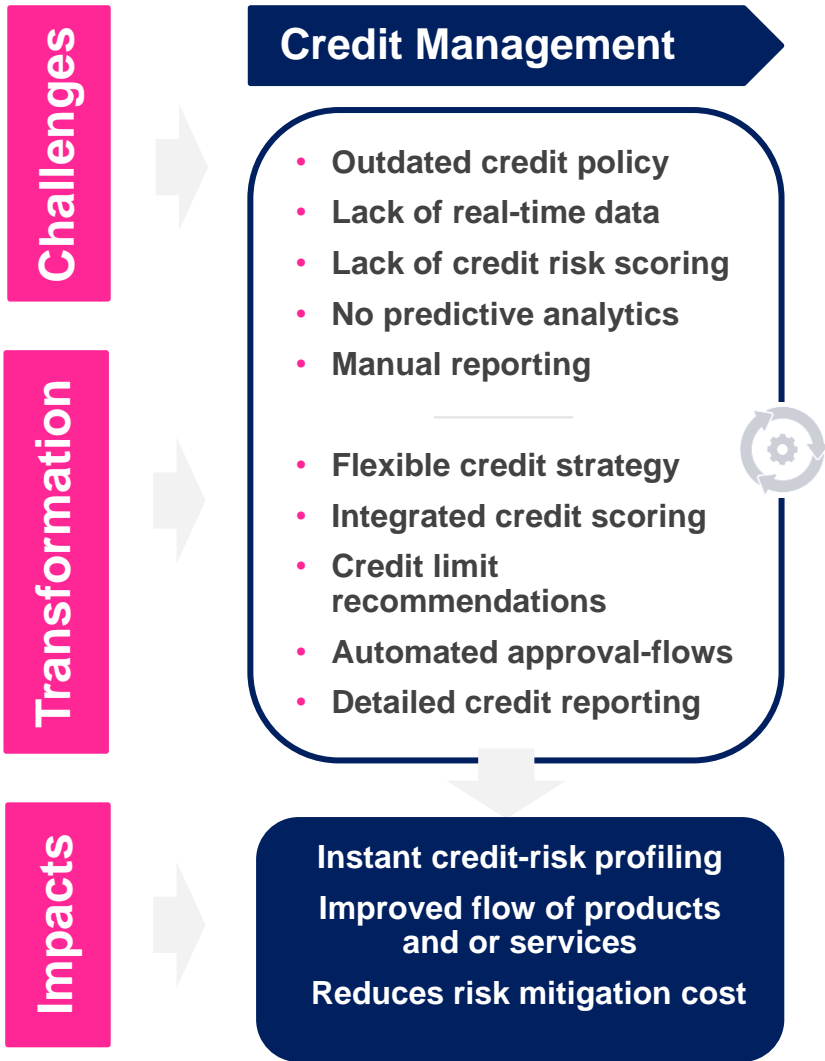 Challenges
Credit Management
• Outdated credit policy
• Lack of real-time data
• Lack of credit risk scoring
• No predictive analytics
• Manual reporting
Transformation
• Flexible credit strategy
• Integrated credit scoring
• Credit limit
recommendations
• Automated approval-flows
• Detailed credit reporting
Impacts
Instant credit-risk profiling
Improved flow of products
and or services
Reduces risk mitigation cost